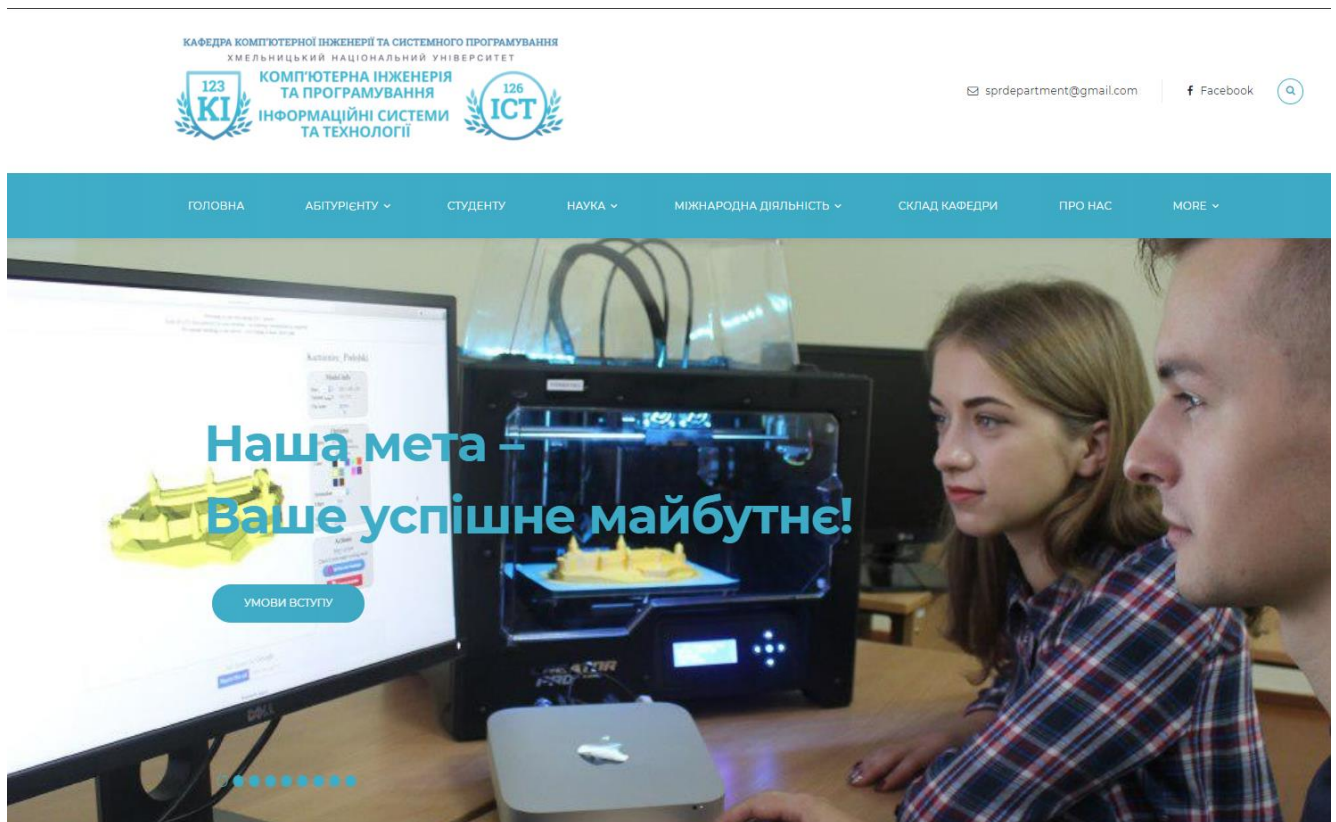 КАФЕДРА КОМП'ЮТЕРНОЇ ІНЖЕНЕРІЇ ТА СИСТЕМНОГО ПРОГРАМУВАННЯ
ХМЕЛЬНИЦЬКИЙ НАЦІОНАЛЬНИЙ УНІВЕРСИТЕТ
123
КІ
КОМП'ЮТЕРНА ІНЖЕНЕРІЯ
ТА ПРОГРАМУВАННЯ
ІНФОРМАЦІЙНІ СИСТЕМИ
ТА ТЕХНОЛОГІЇ
126
ІСТ
sprdepartment@gmail.com
Facebook
ГОЛОВНА
АБІТУРІЄНТУ
СТУДЕНТУ
НАУКА
МІЖНАРОДНА ДІЯЛЬНІСТЬ
СКЛАД КАФЕДРИ
ПРО НАС
MORE
Наша мета –
Ваше успішне майбутнє!
УМОВИ ВСТУПУ
DELL